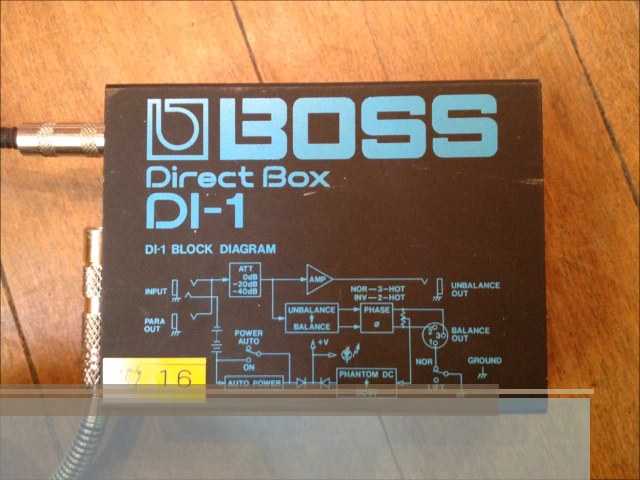 BOSS
Direct Box
DI-1
DI-1 BLOCK DIAGRAM
ATT
0dB
-20dB
-40dB
AMP
INPUT
NOR-3-HOT
INV-2-HOT
UNBALANCE
OUT
PARA
OUT
UNBALANCE
BALANCE
PHASE
ø
2
3
1
BALANCE
OUT
POWER
AUTO
ON
+V
NOR
GROUND
16
AUTO POWER
PHANTOM DC
LIFT